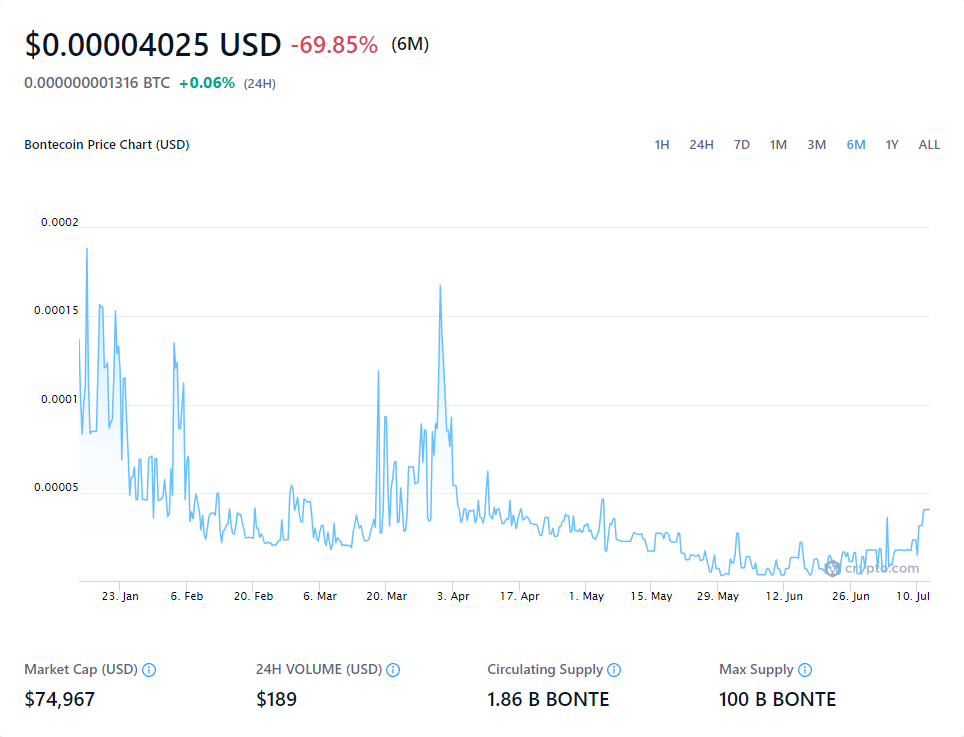 $0.00004025 USD -69.85% (6M)
0.000000001316 BTC +0.06% (24H)
Bontecoin Price Chart (USD) 1H 24H 7D 1M 3M 6M 1Y ALL
0.0002
0.00015
0.0001
0.00005
crypto.com
23. Jan 6. Feb 20. Feb 6. Mar 20. Mar 3. Apr 17. Apr 1. May 15. May 29. May 12. Jun 26. Jun 10. Jul
Market Cap (USD) 24H VOLUME (USD) Circulating Supply Max Supply
$74,967 $189 1.86 B BONTE 100 B BONTE